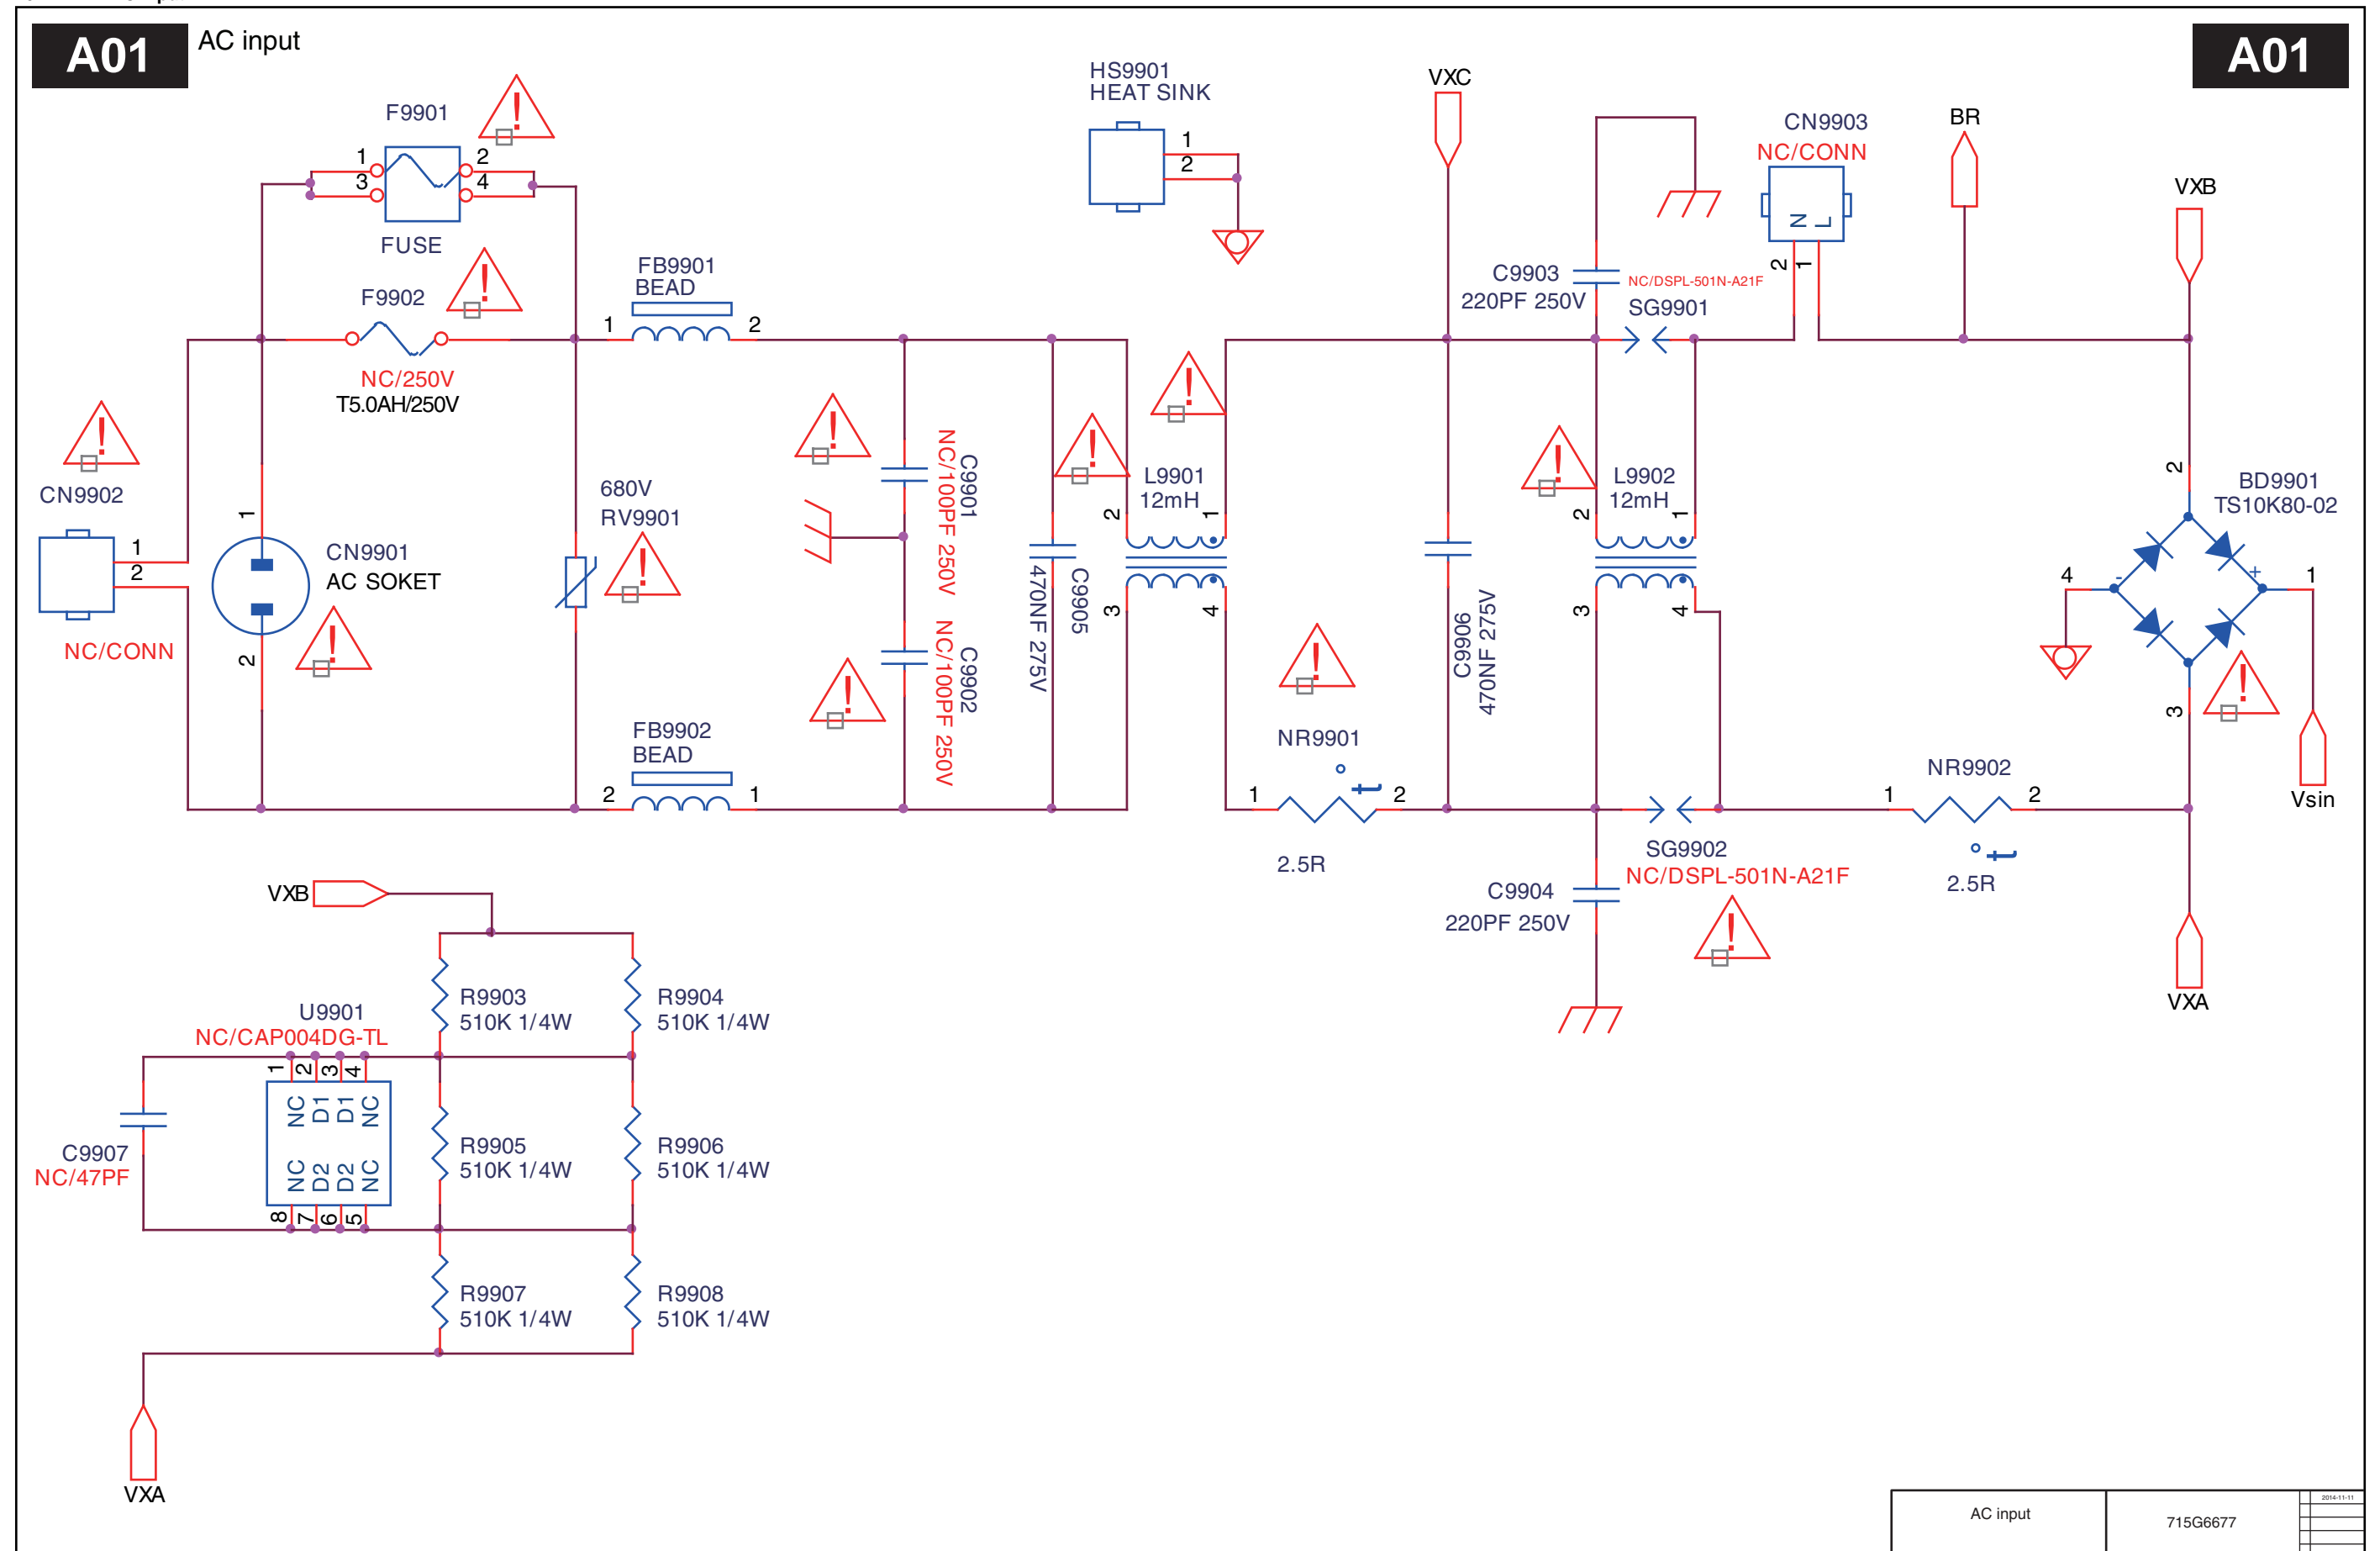 A01
AC input
A01
HS9901
HEAT SINK
1
2
VXC
CN9903
NC/CONN
N
L
2
1
BR
VXB
F9901
1
3
2
4
FUSE
F9902
NC/250V
T5.0AH/250V
FB9901
BEAD
1
2
C9903
220PF 250V
NC/DSPL-501N-A21F
SG9901
CN9902
1
2
NC/CONN
1
CN9901
AC SOKET
2
680V
RV9901
C9901
NC/100PF 250V
C9902
NC/100PF 250V
C9905
470NF 275V
L9901
12mH
2
1
3
4
C9906
470NF 275V
L9902
12mH
2
1
3
4
2
BD9901
TS10K80-02
4
-
+
1
3
Vsin
FB9902
BEAD
2
1
NR9901
t
1
2
2.5R
SG9902
NC/DSPL-501N-A21F
C9904
220PF 250V
NR9902
1
2
t
2.5R
VXA
VXB
R9903
510K 1/4W
R9904
510K 1/4W
U9901
NC/CAP004DG-TL
1
2
3
4
NC
D1
D1
NC
NC
D2
D2
NC
8
7
6
5
C9907
NC/47PF
R9905
510K 1/4W
R9906
510K 1/4W
R9907
510K 1/4W
R9908
510K 1/4W
VXA
AC input
715G6677
2014-11-11